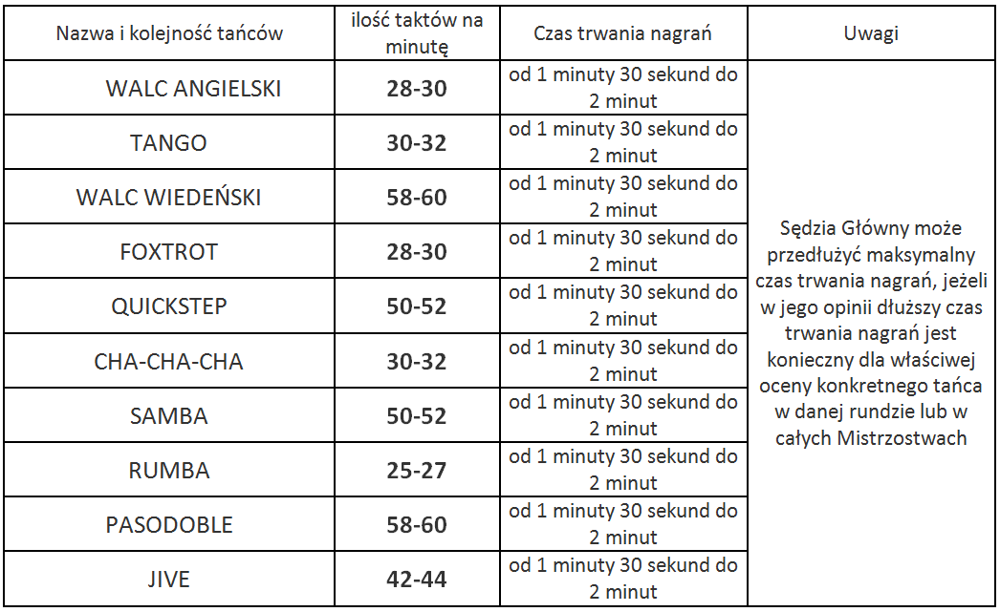 Nazwa i kolejność tańców
ilość taktów na
minutę
Czas trwania nagrań
Uwagi
WALC ANGIELSKI
28-30
od 1 minuty 30 sekund do
2 minut
TANGO
30-32
od 1 minuty 30 sekund do
2 minut
WALC WIEDEŃSKI
58-60
od 1 minuty 30 sekund do
2 minut
FOXTROT
28-30
od 1 minuty 30 sekund do
2 minut
QUICKSTEP
50-52
od 1 minuty 30 sekund do
2 minut
CHA-CHA-CHA
30-32
od 1 minuty 30 sekund do
2 minut
SAMBA
50-52
od 1 minuty 30 sekund do
2 minut
RUMBA
25-27
od 1 minuty 30 sekund do
2 minut
PASODOBLE
58-60
od 1 minuty 30 sekund do
2 minut
JIVE
42-44
od 1 minuty 30 sekund do
2 minut
Sędzia Główny może
przedłużyć maksymalny
czas trwania nagrań, jeżeli
w jego opinii dłuższy czas
trwania nagrań jest
konieczny dla właściwej
oceny konkretnego tańca
w danej rundzie lub w
całych Mistrzostwach